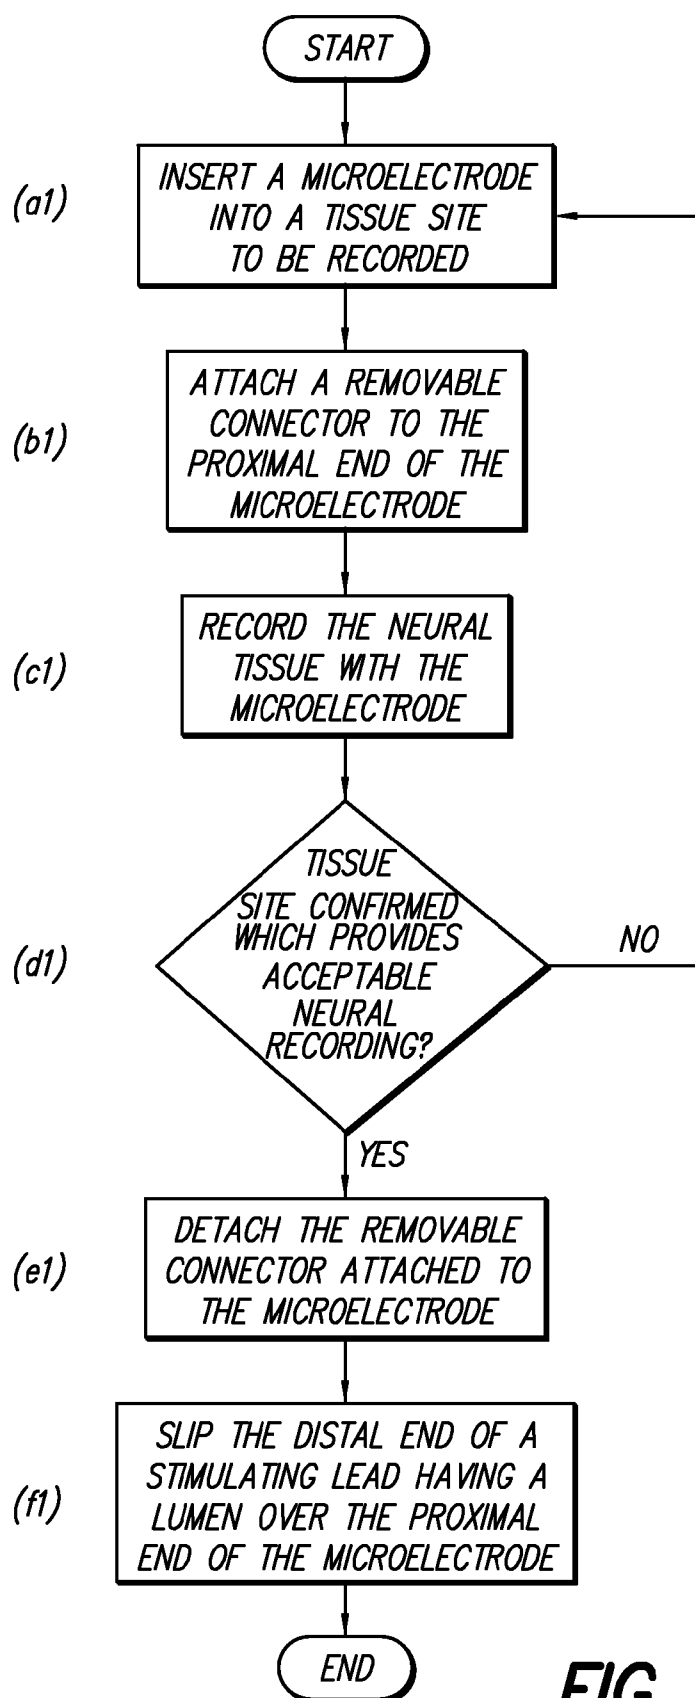 START
(a1)
INSERT A MICROELECTRODE
INTO A TISSUE SITE
TO BE RECORDED
(b1)
ATTACH A REMOVABLE
CONNECTOR TO THE
PROXIMAL END OF THE
MICROELECTRODE
(c1)
RECORD THE NEURAL
TISSUE WITH THE
MICROELECTRODE
(d1)
TISSUE
SITE CONFIRMED
WHICH PROVIDES
ACCEPTABLE
NEURAL
RECORDING?
NO
YES
(e1)
DETACH THE REMOVABLE
CONNECTOR ATTACHED TO
THE MICROELECTRODE
(f1)
SLIP THE DISTAL END OF A
STIMULATING LEAD HAVING A
LUMEN OVER THE PROXIMAL
END OF THE MICROELECTRODE
END
FIG